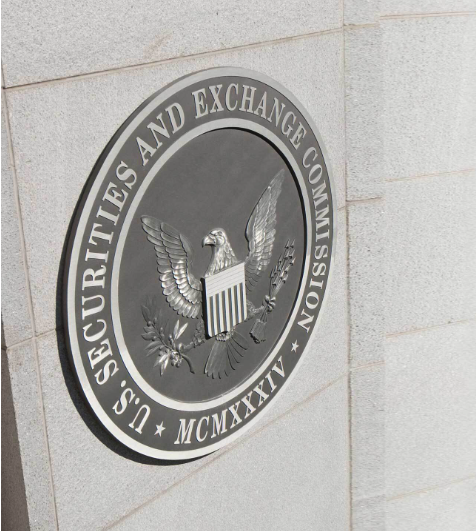 U.S. SECURITIES AND EXCHANGE COMMISSION
MCMXXXIV